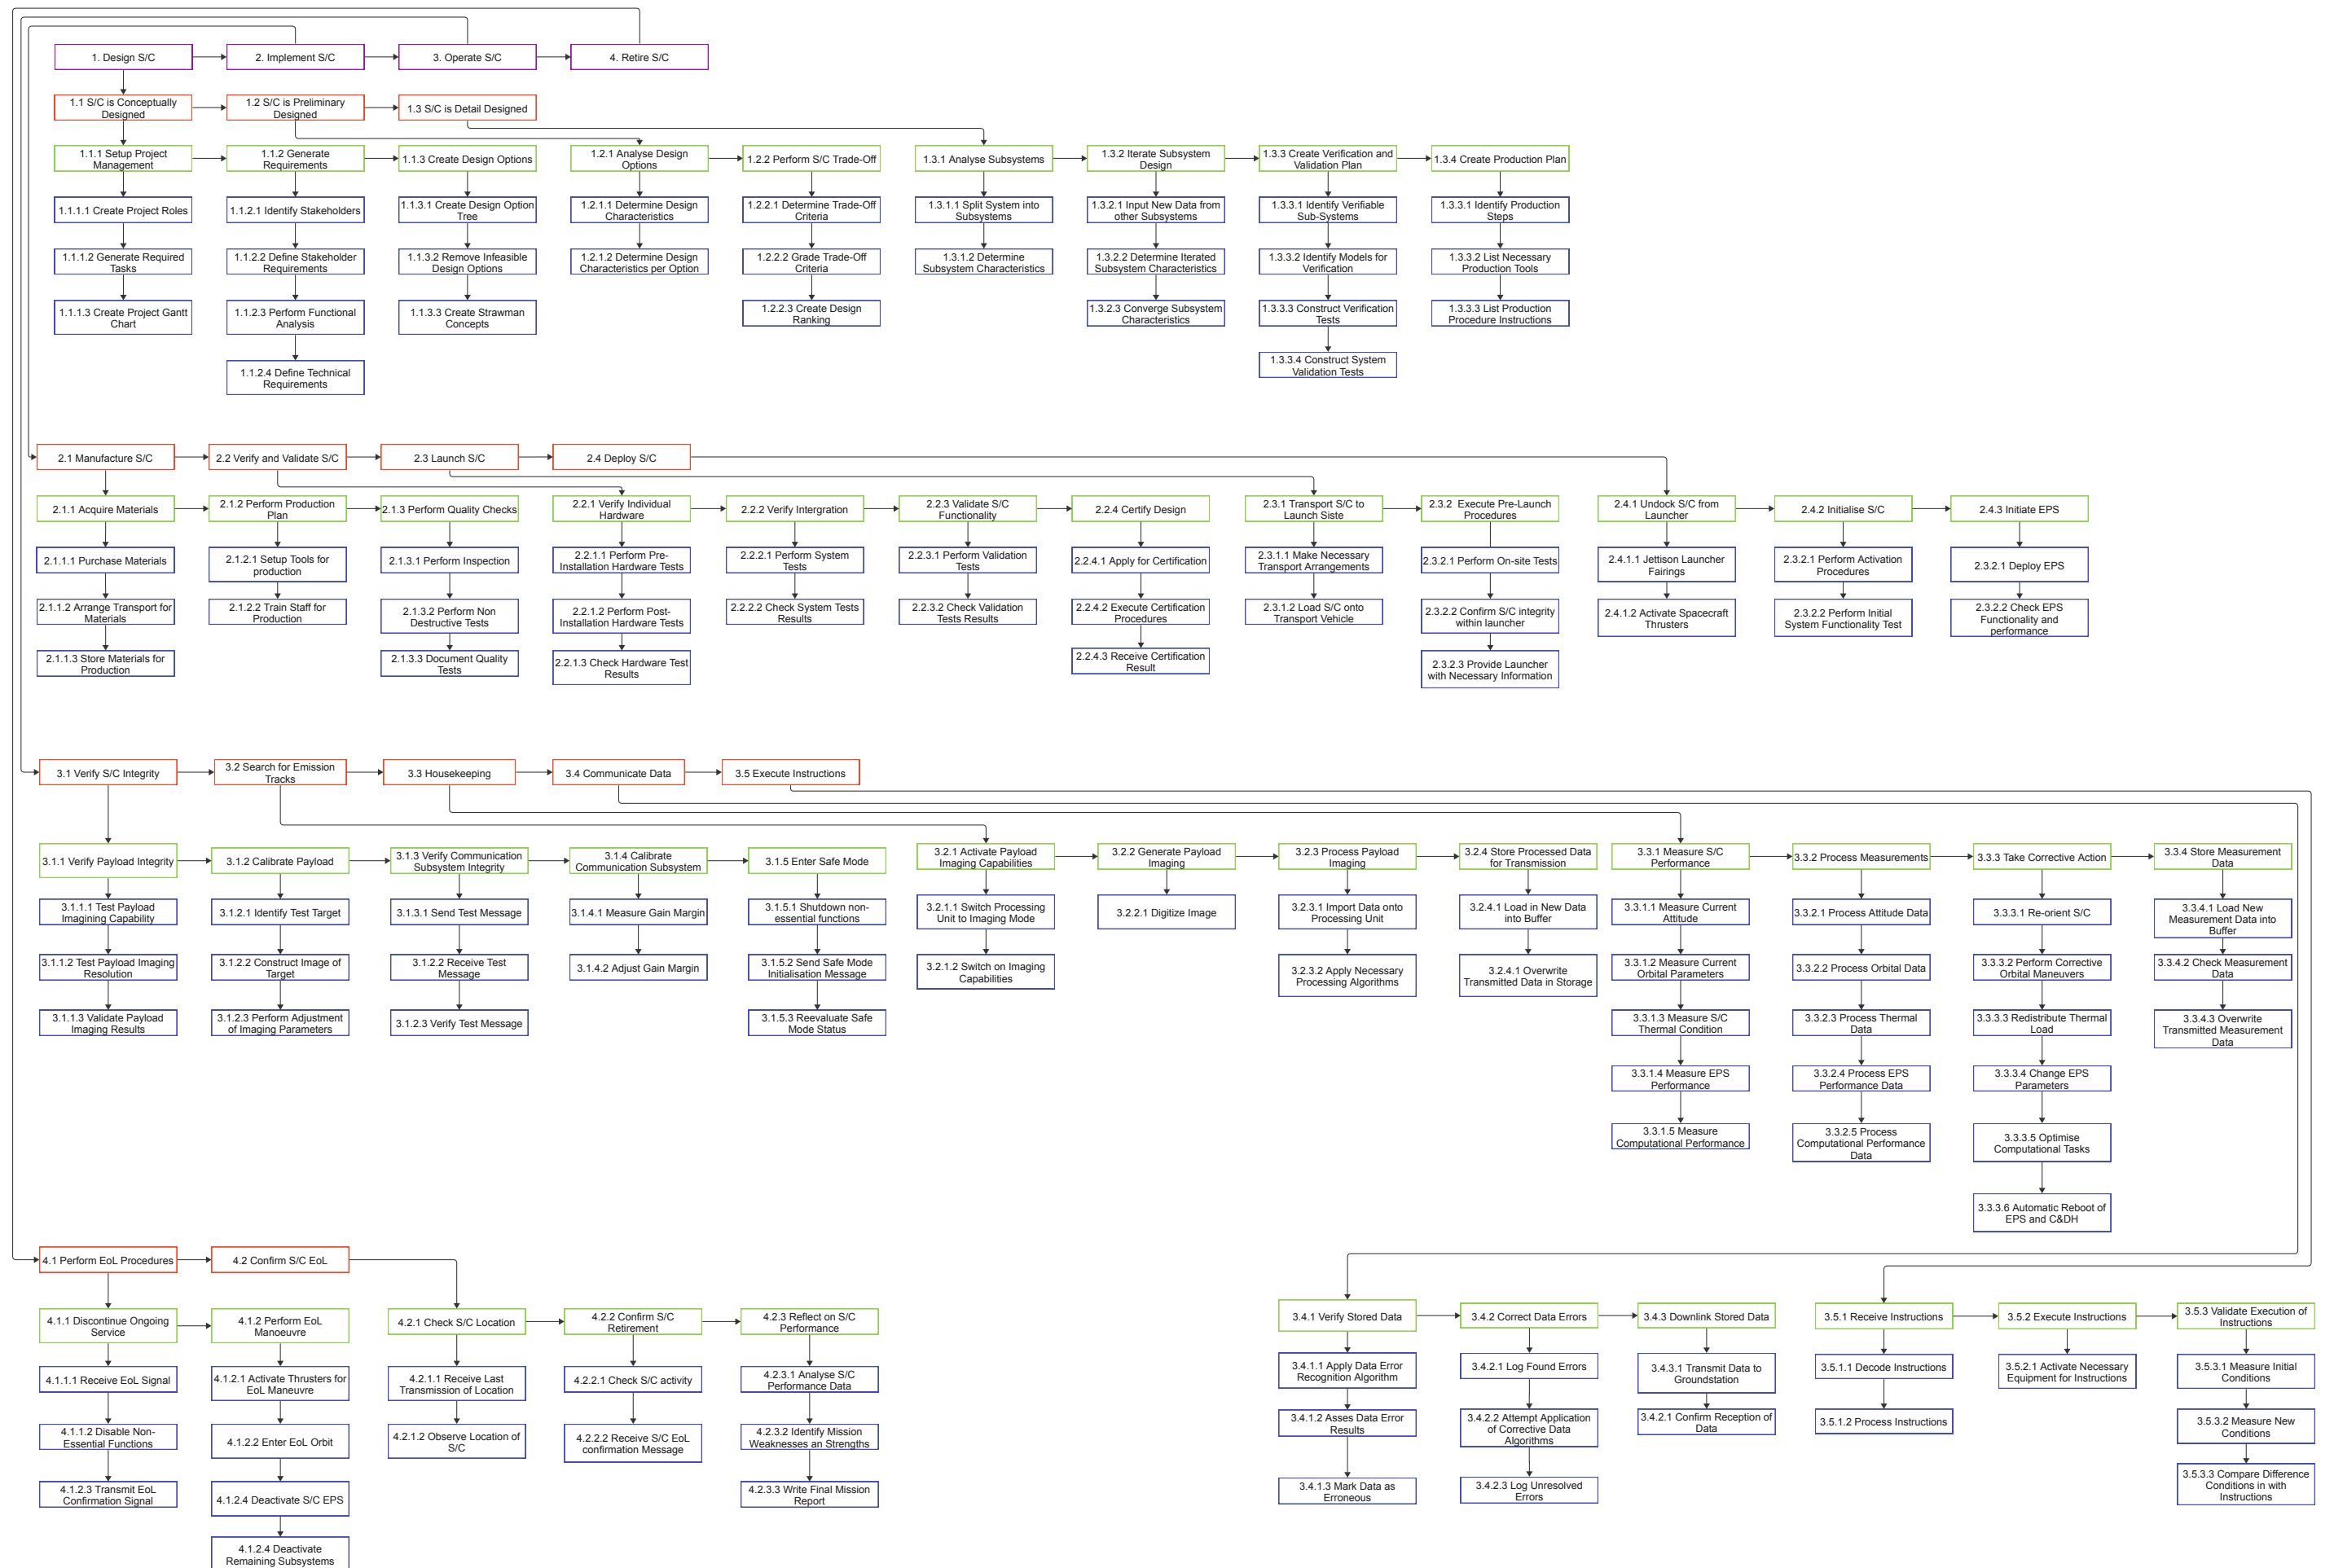 1. Design S/C
2. Implement S/C
3. Operate S/C
4. Retire S/C
1.1 S/C is Conceptually
Designed
1.2 S/C is Preliminary
Designed
1.3 S/C is Detail Designed
1.1.1 Setup Project
Management
1.1.2 Generate
Requirements
1.1.3 Create Design Options
1.2.1 Analyse Design
Options
1.2.2 Perform S/C Trade-Off
1.3.1 Analyse Subsystems
1.3.2 Iterate Subsystem
Design
1.3.3 Create Verification and
Validation Plan
1.3.4 Create Production Plan
1.1.1.1 Create Project Roles
1.1.2.1 Identify Stakeholders
1.1.3.1 Create Design Option
Tree
1.2.1.1 Determine Design
Characteristics
1.2.2.1 Determine Trade-Off
Criteria
1.3.1.1 Split System into
Subsystems
1.3.2.1 Input New Data from
other Subsystems
1.3.3.1 Identify Verifiable
Sub-Systems
1.3.3.1 Identify Production
Steps
1.1.1.2 Generate Required
Tasks
1.1.2.2 Define Stakeholder
Requirements
1.1.3.2 Remove Infeasible
Design Options
1.2.1.2 Determine Design
Characteristics per Option
1.2.2.2 Grade Trade-Off
Criteria
1.3.1.2 Determine
Subsystem Characteristics
1.3.2.2 Determine Iterated
Subsystem Characteristics
1.3.3.2 Identify Models for
Verification
1.3.3.2 List Necessary
Production Tools
1.1.1.3 Create Project Gantt
Chart
1.1.2.3 Perform Functional
Analysis
1.1.3.3 Create Strawman
Concepts
1.2.2.3 Create Design
Ranking
1.3.2.3 Converge Subsystem
Characteristics
1.3.3.3 Construct Verification
Tests
1.3.3.3 List Production
Procedure Instructions
1.1.2.4 Define Technical
Requirements
1.3.3.4 Construct System
Validation Tests
2.1 Manufacture S/C
2.2 Verify and Validate S/C
2.3 Launch S/C
2.4 Deploy S/C
2.1.1 Acquire Materials
2.1.2 Perform Production
Plan
2.1.3 Perform Quality Checks
2.2.1 Verify Individual
Hardware
2.2.2 Verify Intergration
2.2.3 Validate S/C
Functionality
2.2.4 Certify Design
2.3.1 Transport S/C to
Launch Siste
2.3.2 Execute Pre-Launch
Procedures
2.4.1 Undock S/C from
Launcher
2.4.2 Initialise S/C
2.4.3 Initiate EPS
2.1.1.1 Purchase Materials
2.1.2.1 Setup Tools for
production
2.1.3.1 Perform Inspection
2.2.1.1 Perform Pre-
Installation Hardware Tests
2.2.2.1 Perform System
Tests
2.2.3.1 Perform Validation
Tests
2.2.4.1 Apply for Certification
2.3.1.1 Make Necessary
Transport Arrangements
2.3.2.1 Perform On-site Tests
2.4.1.1 Jettison Launcher
Fairings
2.3.2.1 Perform Activation
Procedures
2.3.2.1 Deploy EPS
2.1.1.2 Arrange Transport for
Materials
2.1.2.2 Train Staff for
Production
2.1.3.2 Perform Non
Destructive Tests
2.2.1.2 Perform Post-
Installation Hardware Tests
2.2.2.2 Check System Tests
Results
2.2.3.2 Check Validation
Tests Results
2.2.4.2 Execute Certification
Procedures
2.3.1.2 Load S/C onto
Transport Vehicle
2.3.2.2 Confirm S/C integrity
within launcher
2.4.1.2 Activate Spacecraft
Thrusters
2.3.2.2 Perform Initial
System Functionality Test
2.3.2.2 Check EPS
Functionality and
performance
2.1.1.3 Store Materials for
Production
2.1.3.3 Document Quality
Tests
2.2.1.3 Check Hardware Test
Results
2.2.4.3 Receive Certification
Result
2.3.2.3 Provide Launcher
with Necessary Information
3.1 Verify S/C Integrity
3.2 Search for Emission
Tracks
3.3 Housekeeping
3.4 Communicate Data
3.5 Execute Instructions
3.1.1 Verify Payload Integrity
3.1.2 Calibrate Payload
3.1.3 Verify Communication
Subsystem Integrity
3.1.4 Calibrate
Communication Subsystem
3.1.5 Enter Safe Mode
3.2.1 Activate Payload
Imaging Capabilities
3.2.2 Generate Payload
Imaging
3.2.3 Process Payload
Imaging
3.2.4 Store Processed Data
for Transmission
3.3.1 Measure S/C
Performance
3.3.2 Process Measurements
3.3.3 Take Corrective Action
3.3.4 Store Measurement
Data
3.1.1.1 Test Payload
Imagining Capability
3.1.2.1 Identify Test Target
3.1.3.1 Send Test Message
3.1.4.1 Measure Gain Margin
3.1.5.1 Shutdown non-
essential functions
3.2.1.1 Switch Processing
Unit to Imaging Mode
3.2.2.1 Digitize Image
3.2.3.1 Import Data onto
Processing Unit
3.2.4.1 Load in New Data
into Buffer
3.3.1.1 Measure Current
Attitude
3.3.2.1 Process Attitude Data
3.3.3.1 Re-orient S/C
3.3.4.1 Load New
Measurement Data into
Buffer
3.1.1.2 Test Payload Imaging
Resolution
3.1.2.2 Construct Image of
Target
3.1.2.2 Receive Test
Message
3.1.4.2 Adjust Gain Margin
3.1.5.2 Send Safe Mode
Initialisation Message
3.2.1.2 Switch on Imaging
Capabilities
3.2.3.2 Apply Necessary
Processing Algorithms
3.2.4.1 Overwrite
Transmitted Data in Storage
3.3.1.2 Measure Current
Orbital Parameters
3.3.2.2 Process Orbital Data
3.3.3.2 Perform Corrective
Orbital Maneuvers
3.3.4.2 Check Measurement
Data
3.1.1.3 Validate Payload
Imaging Results
3.1.2.3 Perform Adjustment
of Imaging Parameters
3.1.2.3 Verify Test Message
3.1.5.3 Reevaluate Safe
Mode Status
3.3.1.3 Measure S/C
Thermal Condition
3.3.2.3 Process Thermal
Data
3.3.3.3 Redistribute Thermal
Load
3.3.4.3 Overwrite
Transmitted Measurement
Data
3.3.1.4 Measure EPS
Performance
3.3.2.4 Process EPS
Performance Data
3.3.3.4 Change EPS
Parameters
3.3.1.5 Measure
Computational Performance
3.3.2.5 Process
Computational Performance
Data
3.3.3.5 Optimise
Computational Tasks
3.3.3.6 Automatic Reboot of
EPS and C&DH
4.1 Perform EoL Procedures
4.2 Confirm S/C EoL
4.1.1 Discontinue Ongoing
Service
4.1.2 Perform EoL
Manoeuvre
4.2.1 Check S/C Location
4.2.2 Confirm S/C
Retirement
4.2.3 Reflect on S/C
Performance
3.4.1 Verify Stored Data
3.4.2 Correct Data Errors
3.4.3 Downlink Stored Data
3.5.1 Receive Instructions
3.5.2 Execute Instructions
3.5.3 Validate Execution of
Instructions
4.1.1.1 Receive EoL Signal
4.1.2.1 Activate Thrusters for
EoL Maneuvre
4.2.1.1 Receive Last
Transmission of Location
4.2.2.1 Check S/C activity
4.2.3.1 Analyse S/C
Performance Data
3.4.1.1 Apply Data Error
Recognition Algorithm
3.4.2.1 Log Found Errors
3.4.3.1 Transmit Data to
Groundstation
3.5.1.1 Decode Instructions
3.5.2.1 Activate Necessary
Equipment for Instructions
3.5.3.1 Measure Initial
Conditions
4.1.1.2 Disable Non-
Essential Functions
4.1.2.2 Enter EoL Orbit
4.2.1.2 Observe Location of
S/C
4.2.2.2 Receive S/C EoL
confirmation Message
4.2.3.2 Identify Mission
Weaknesses an Strengths
3.4.1.2 Asses Data Error
Results
3.4.2.2 Attempt Application
of Corrective Data
Algorithms
3.4.2.1 Confirm Reception of
Data
3.5.1.2 Process Instructions
3.5.3.2 Measure New
Conditions
4.1.2.3 Transmit EoL
Confirmation Signal
4.1.2.4 Deactivate S/C EPS
4.2.3.3 Write Final Mission
Report
3.4.1.3 Mark Data as
Erroneous
3.4.2.3 Log Unresolved
Errors
3.5.3.3 Compare Difference
Conditions in with
Instructions
4.1.2.4 Deactivate
Remaining Subsystems